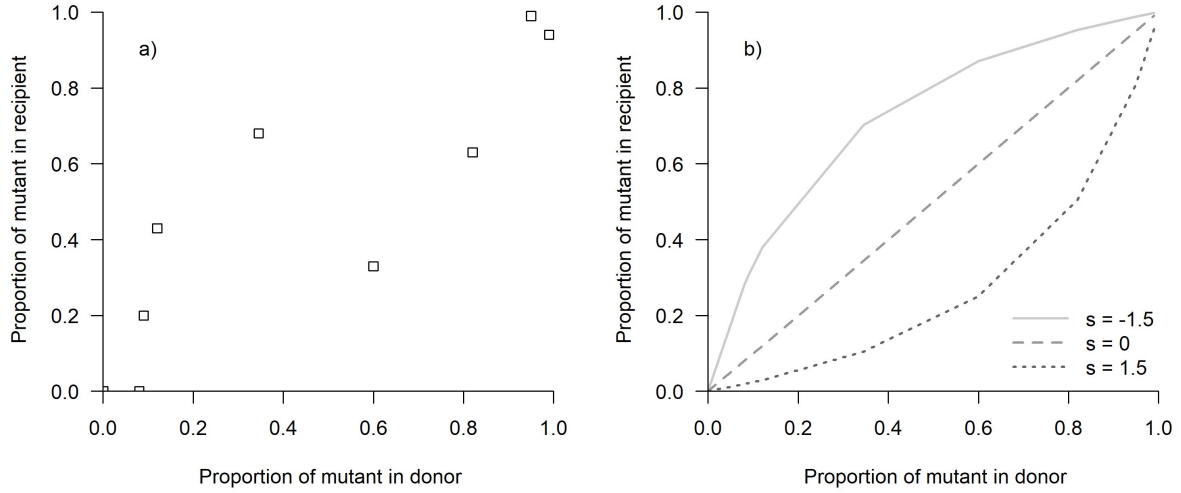 a)
Proportion of mutant in recipient
1.0
0.8
0.6
0.4
0.2
0.0
0.0 0.2 0.4 0.6 0.8 1.0
Proportion of mutant in donor
b)
Proportion of mutant in recipient
1.0
0.8
0.6
0.4
0.2
0.0
s = -1.5
s = 0
s = 1.5
0.0 0.2 0.4 0.6 0.8 1.0
Proportion of mutant in donor